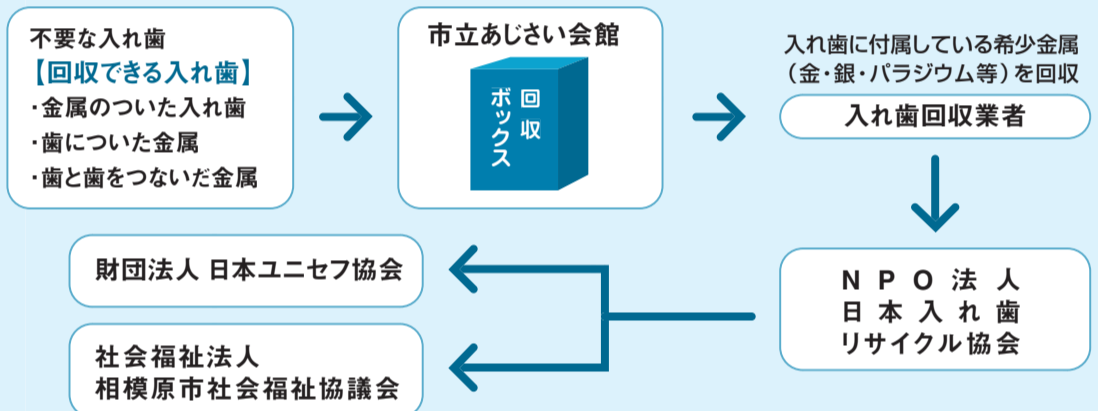 不要な入れ歯
【回収できる入れ歯】
・金属のついた入れ歯
・歯についた金属
・歯と歯をつないだ金属
市立あじさい会館
回収
ボックス
入れ歯に付属している希少金属
（金・銀・パラジウム等）を回収
入れ歯回収業者
NPO法人
日本入れ歯
リサイクル協会
財団法人 日本ユニセフ協会
社会福祉法人
相模原市社会福祉協議会